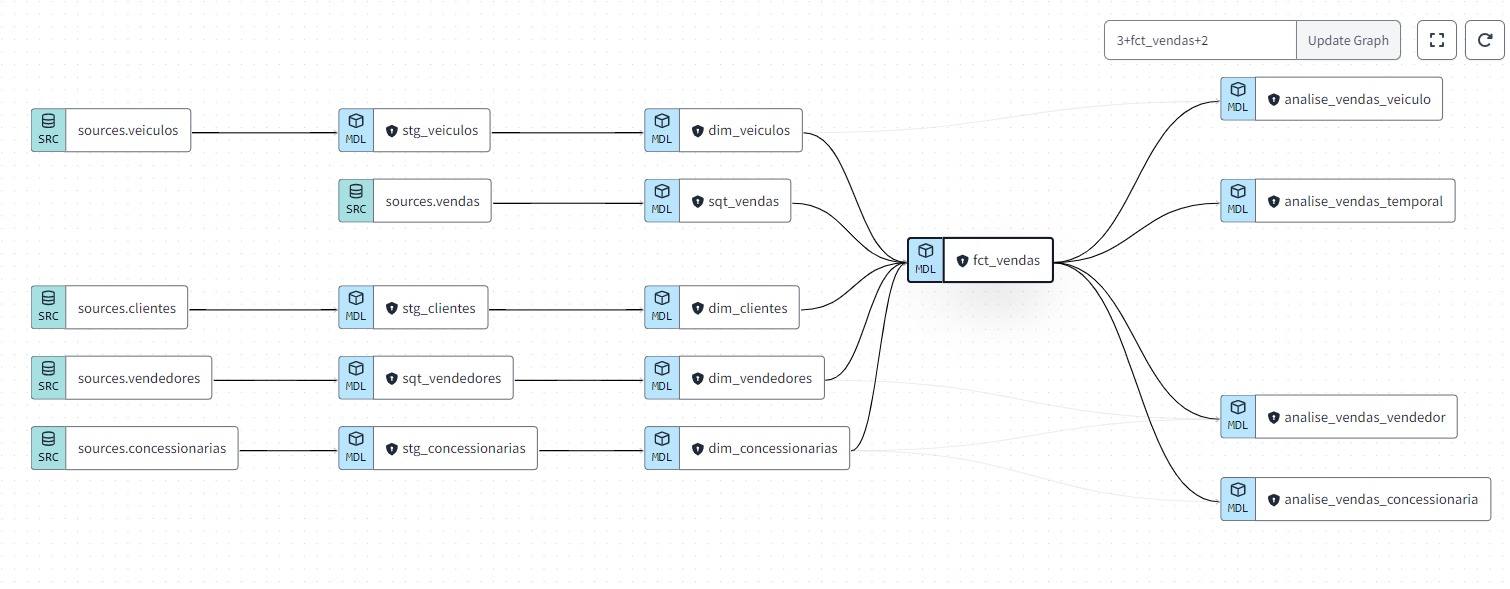 3+fct_vendas+2
Update Graph
SRC
sources.veiculos
MDL
stg_veiculos
MDL
dim_veiculos
MDL
analise_vendas_veiculo
SRC
sources.vendas
MDL
sqt_vendas
MDL
analise_vendas_temporal
MDL
fct_vendas
SRC
sources.clientes
MDL
stg_clientes
MDL
dim_clientes
SRC
sources.vendedores
MDL
sqt_vendedores
MDL
dim_vendedores
MDL
analise_vendas_vendedor
SRC
sources.concessionarias
MDL
stg_concessionarias
MDL
dim_concessionarias
MDL
analise_vendas_concessionaria